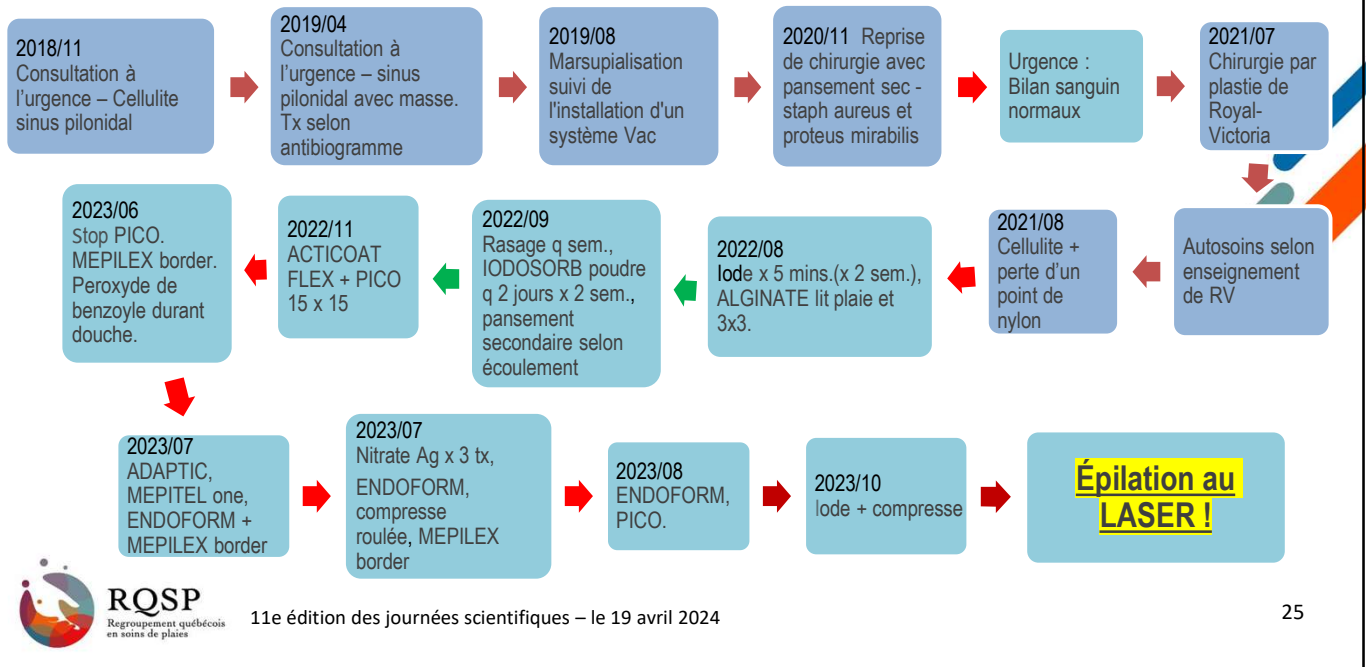 2018/11
Consultation à
l'urgence – Cellulite
sinus pilonidal
2019/04
Consultation à
l'urgence – sinus
pilonidal avec masse.
Tx selon
antibiogramme
2019/08
Marsupialisation
suivi de
l'installation d'un
système Vac
2020/11 Reprise
de chirurgie avec
pansement sec -
staph aureus et
proteus mirabilis
Urgence :
Bilan sanguin
normaux
2021/07
Chirurgie par
plastie de
Royal-
Victoria
Autosoins selon
enseignement
de RV
2021/08
Cellulite +
perte d'un
point de
nylon
2022/08
Iode x 5 mins.(x 2 sem.),
ALGINATE lit plaie et
3x3.
2022/09
Rasage q sem.,
IODOSORB poudre
q 2 jours x 2 sem.,
pansement
secondaire selon
écoulement
2022/11
ACTICOAT
FLEX + PICO
15 x 15
2023/06
Stop PICO.
MEPILEX border.
Peroxyde de
benzoyle durant
douche.
2023/07
ADAPTIC,
MEPITEL one,
ENDOFORM +
MEPILEX border
2023/07
Nitrate Ag x 3 tx,
ENDOFORM,
compresse
roulée, MEPILEX
border
2023/08
ENDOFORM,
PICO.
2023/10
Iode + compresse
Épilation au
LASER !
RQSP
Regroupement québécois
en soins de plaies
11e édition des journées scientifiques – le 19 avril 2024
25